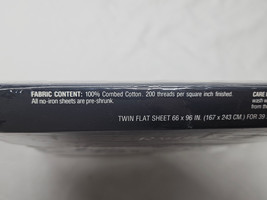 FABRIC CONTENT: 100% Combed Cotton. 200 threads per square inch finished.
All no-iron sheets are pre-shrunk.
CARE
wash w
TWIN FLAT SHEET 66 x 96 IN. (167 x 243 CM.) FOR 39